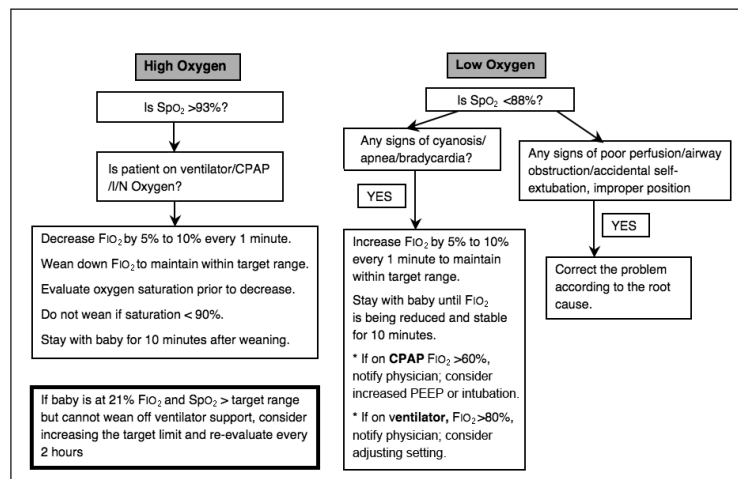 High Oxygen
Is SpO₂ >93%?
Is patient on ventilator/CPAP
/I/N Oxygen?
Decrease FIO₂ by 5% to 10% every 1 minute.
Wean down FIO₂ to maintain within target range.
Evaluate oxygen saturation prior to decrease.
Do not wean if saturation < 90%.
Stay with baby for 10 minutes after weaning.
If baby is at 21% FIO₂ and SpO₂ > target range
but cannot wean off ventilator support, consider
increasing the target limit and re-evaluate every
2 hours
Low Oxygen
Is SpO₂ <88%?
Any signs of cyanosis/
apnea/bradycardia?
YES
Increase FIO₂ by 5% to 10%
every 1 minute to maintain
within target range.
Stay with baby until FIO₂
is being reduced and stable
for 10 minutes.
* If on CPAP FIO₂ >60%,
notify physician; consider
increased PEEP or intubation.
* If on ventilator, FIO₂>80%,
notify physician; consider
adjusting setting.
Any signs of poor perfusion/airway
obstruction/accidental self-
extubation, improper position
YES
Correct the problem
according to the root
cause.